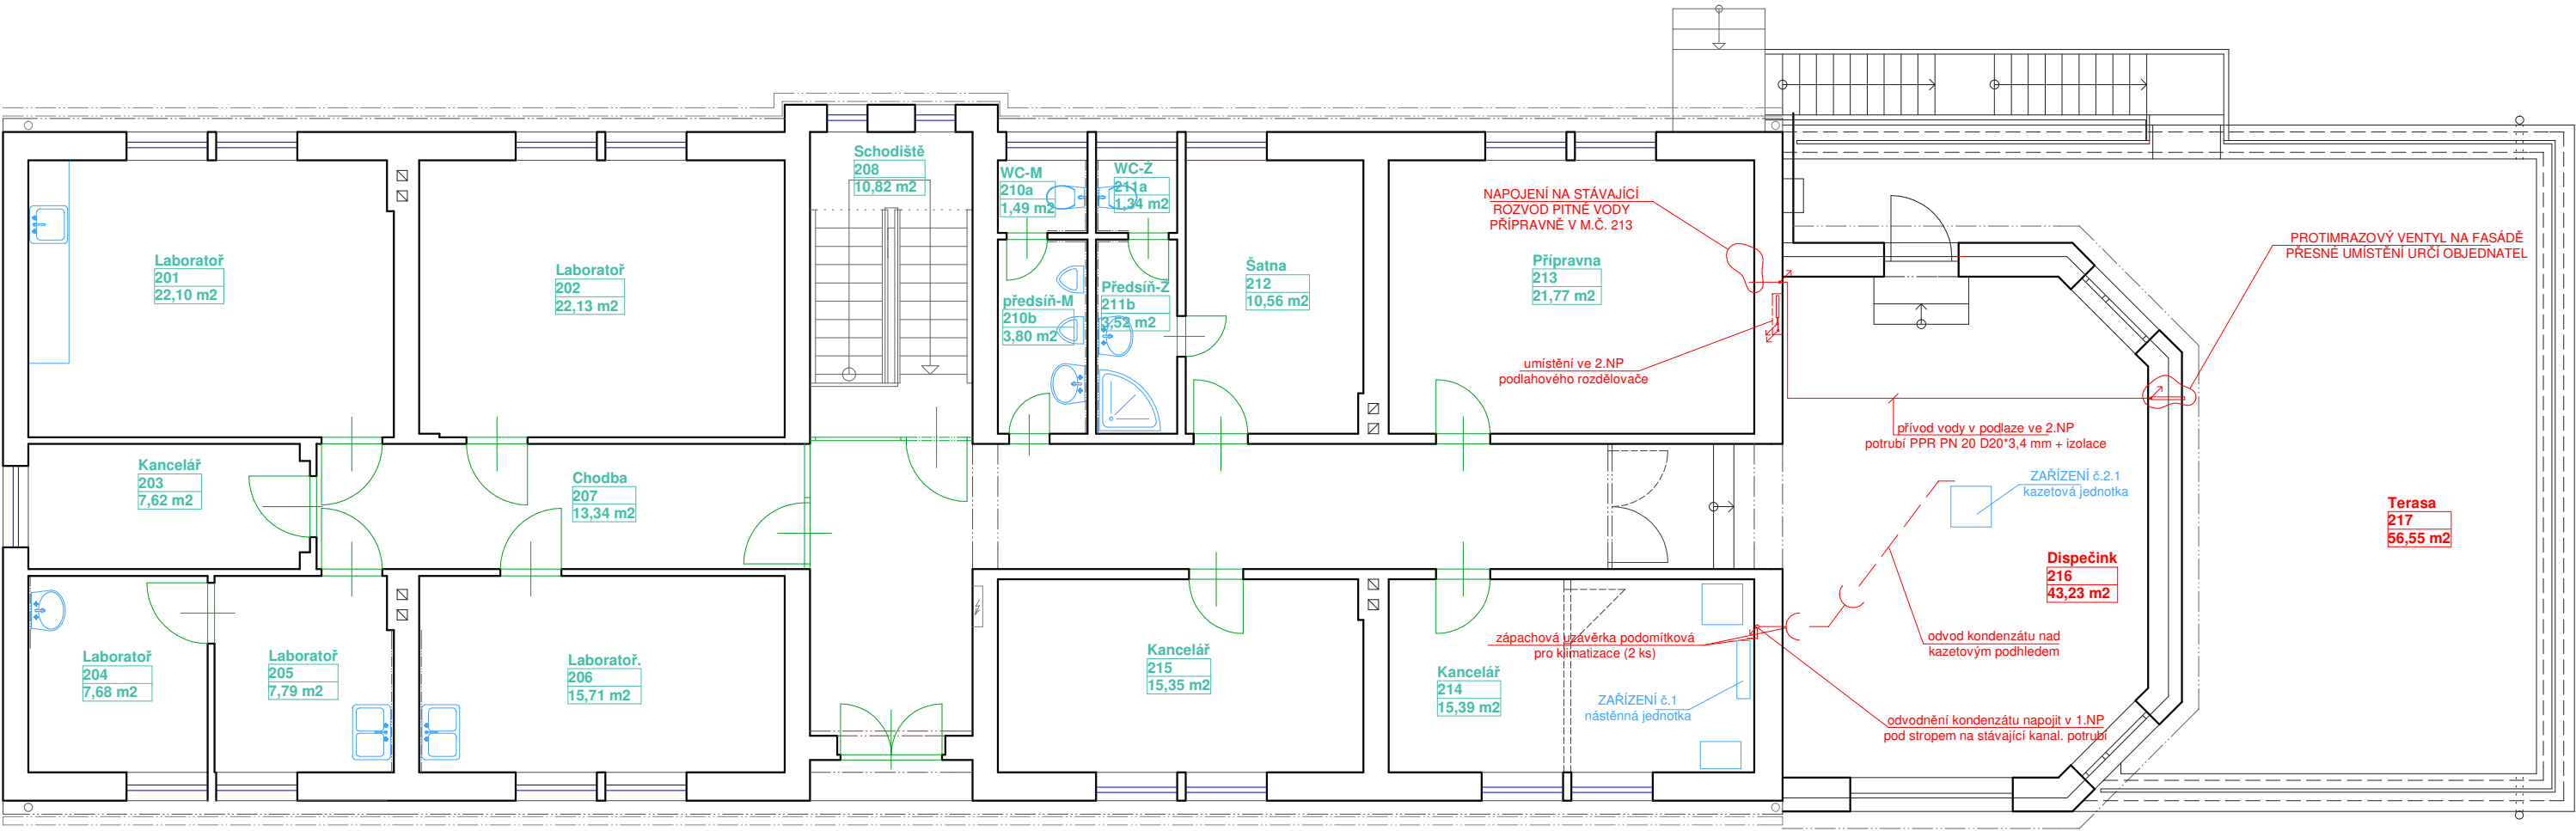 Laboratoř
201
22,10 m2
Laboratoř
202
22,13 m2
Schodiště
208
10,82 m2
WC-M
210a
1,49 m2
WC-Ž
211a
1,34 m2
předsíň-M
210b
3,80 m2
Předsíň-Ž
211b
3,52 m2
Šatna
212
10,56 m2
Přípravna
213
21,77 m2
NAPOJENÍ NA STÁVAJÍCÍ
ROZVOD PITNÉ VODY
PŘÍPRAVNĚ V M.Č. 213
umístění ve 2.NP
podlahového rozdělovače
PROTIMRAZOVÝ VENTYL NA FASÁDĚ
PŘESNÉ UMÍSTĚNÍ URČÍ OBJEDNATEL
přívod vody v podlaze ve 2.NP
potrubí PPR PN 20 D20*3,4 mm + izolace
ZAŘÍZENÍ č.2.1
kazetová jednotka
Kancelář
203
7,62 m2
Chodba
207
13,34 m2
Terasa
217
56,55 m2
Dispečink
216
43,23 m2
Laboratoř
204
7,68 m2
Laboratoř
205
7,79 m2
Laboratoř.
206
15,71 m2
Kancelář
215
15,35 m2
zápachová uzávěrka podomítková
pro klimatizace (2 ks)
Kancelář
214
15,39 m2
ZAŘÍZENÍ č.1
nástěnná jednotka
odvod kondenzátu nad
kazetovým podhledem
odvodnění kondenzátu napojit v 1.NP
pod stropem na stávající kanal. potrubí